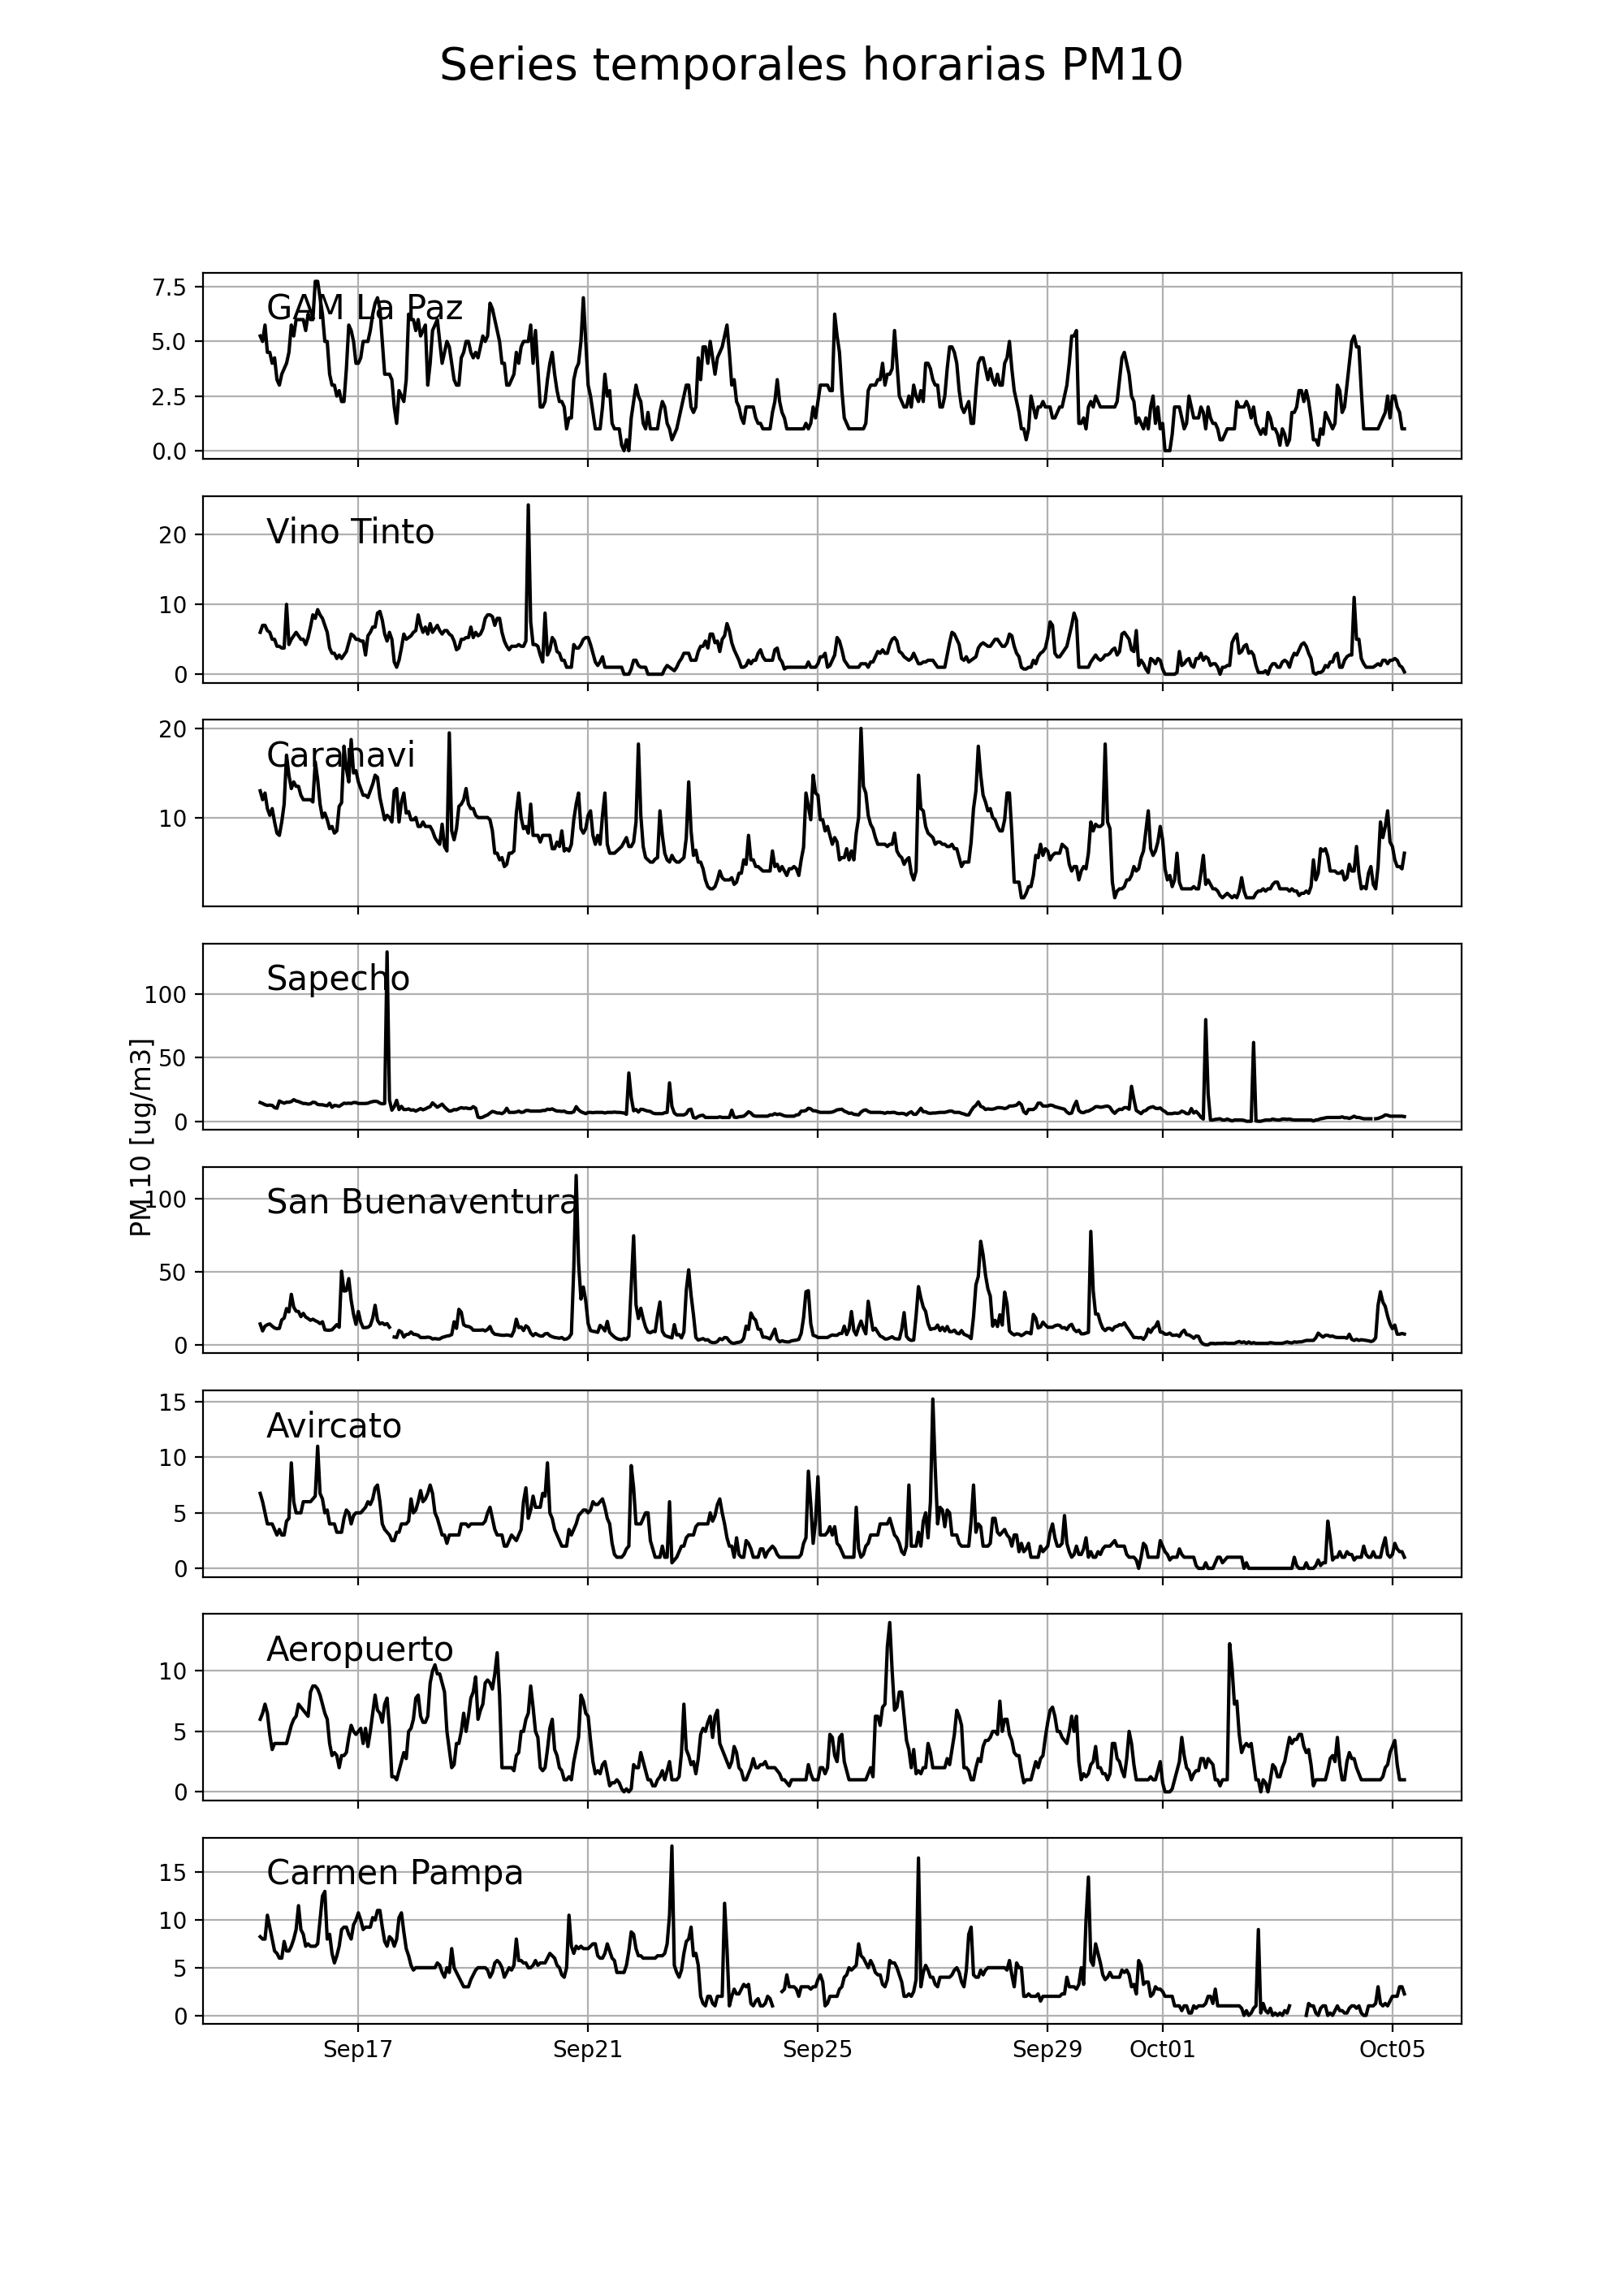 Series temporales horarias PM10
GAM La Paz
7.5
5.0
2.5
0.0
Vino Tinto
20
10
0
Caranavi
20
10
Sapecho
100
50
0
PM 10 [ug/m3]
San Buenaventura
100
50
0
Avircato
15
10
5
0
Aeropuerto
10
5
0
Carmen Pampa
15
10
5
0
Sep17 Sep21 Sep25 Sep29 Oct01 Oct05